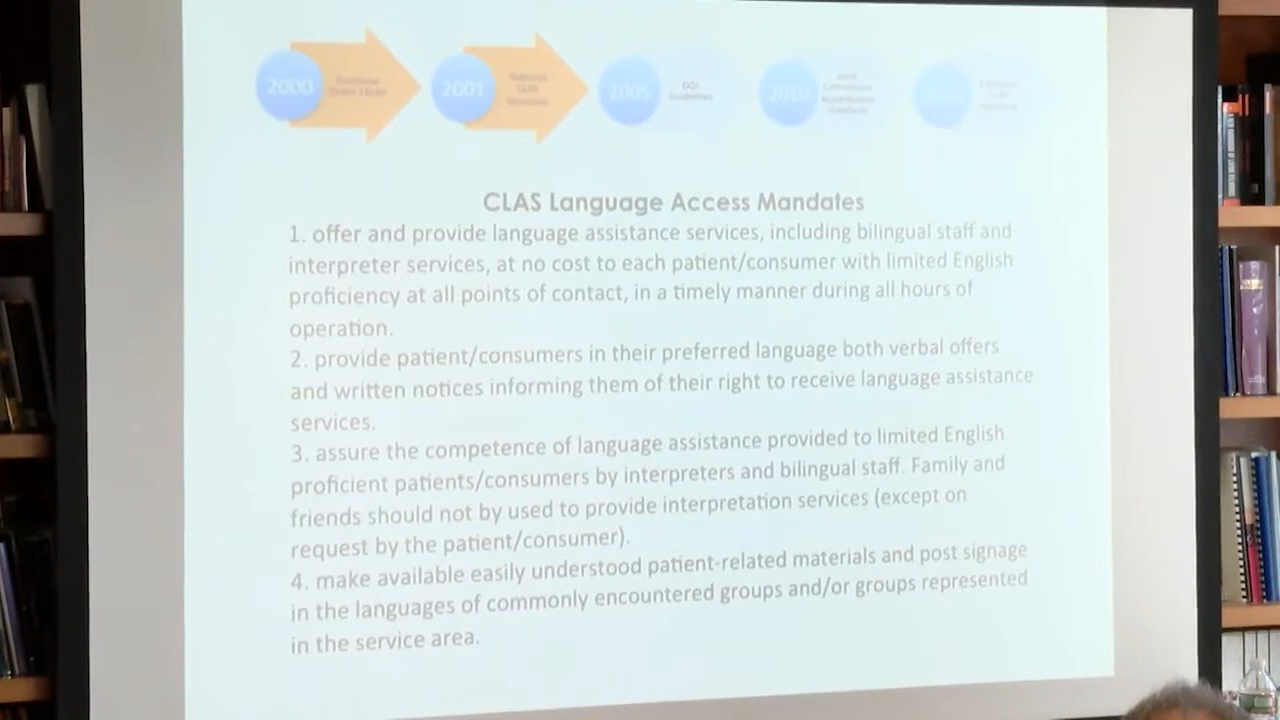 2000
2001
National
CLAS
Standards
2005
DOJ
Guidelines
2010
CLAS Language Access Mandates
1. offer and provide language assistance services, including bilingual staff and
interpreter services, at no cost to each patient/consumer with limited English
proficiency at all points of contact, in a timely manner during all hours of
operation.
2. provide patient/consumers in their preferred language both verbal offers
and written notices informing them of their right to receive language assistance
services.
3. assure the competence of language assistance provided to limited English
proficient patients/consumers by interpreters and bilingual staff. Family and
friends should not by used to provide interpretation services (except on
request by the patient/consumer).
4. make available easily understood patient-related materials and post signage
in the languages of commonly encountered groups and/or groups represented
in the service area.